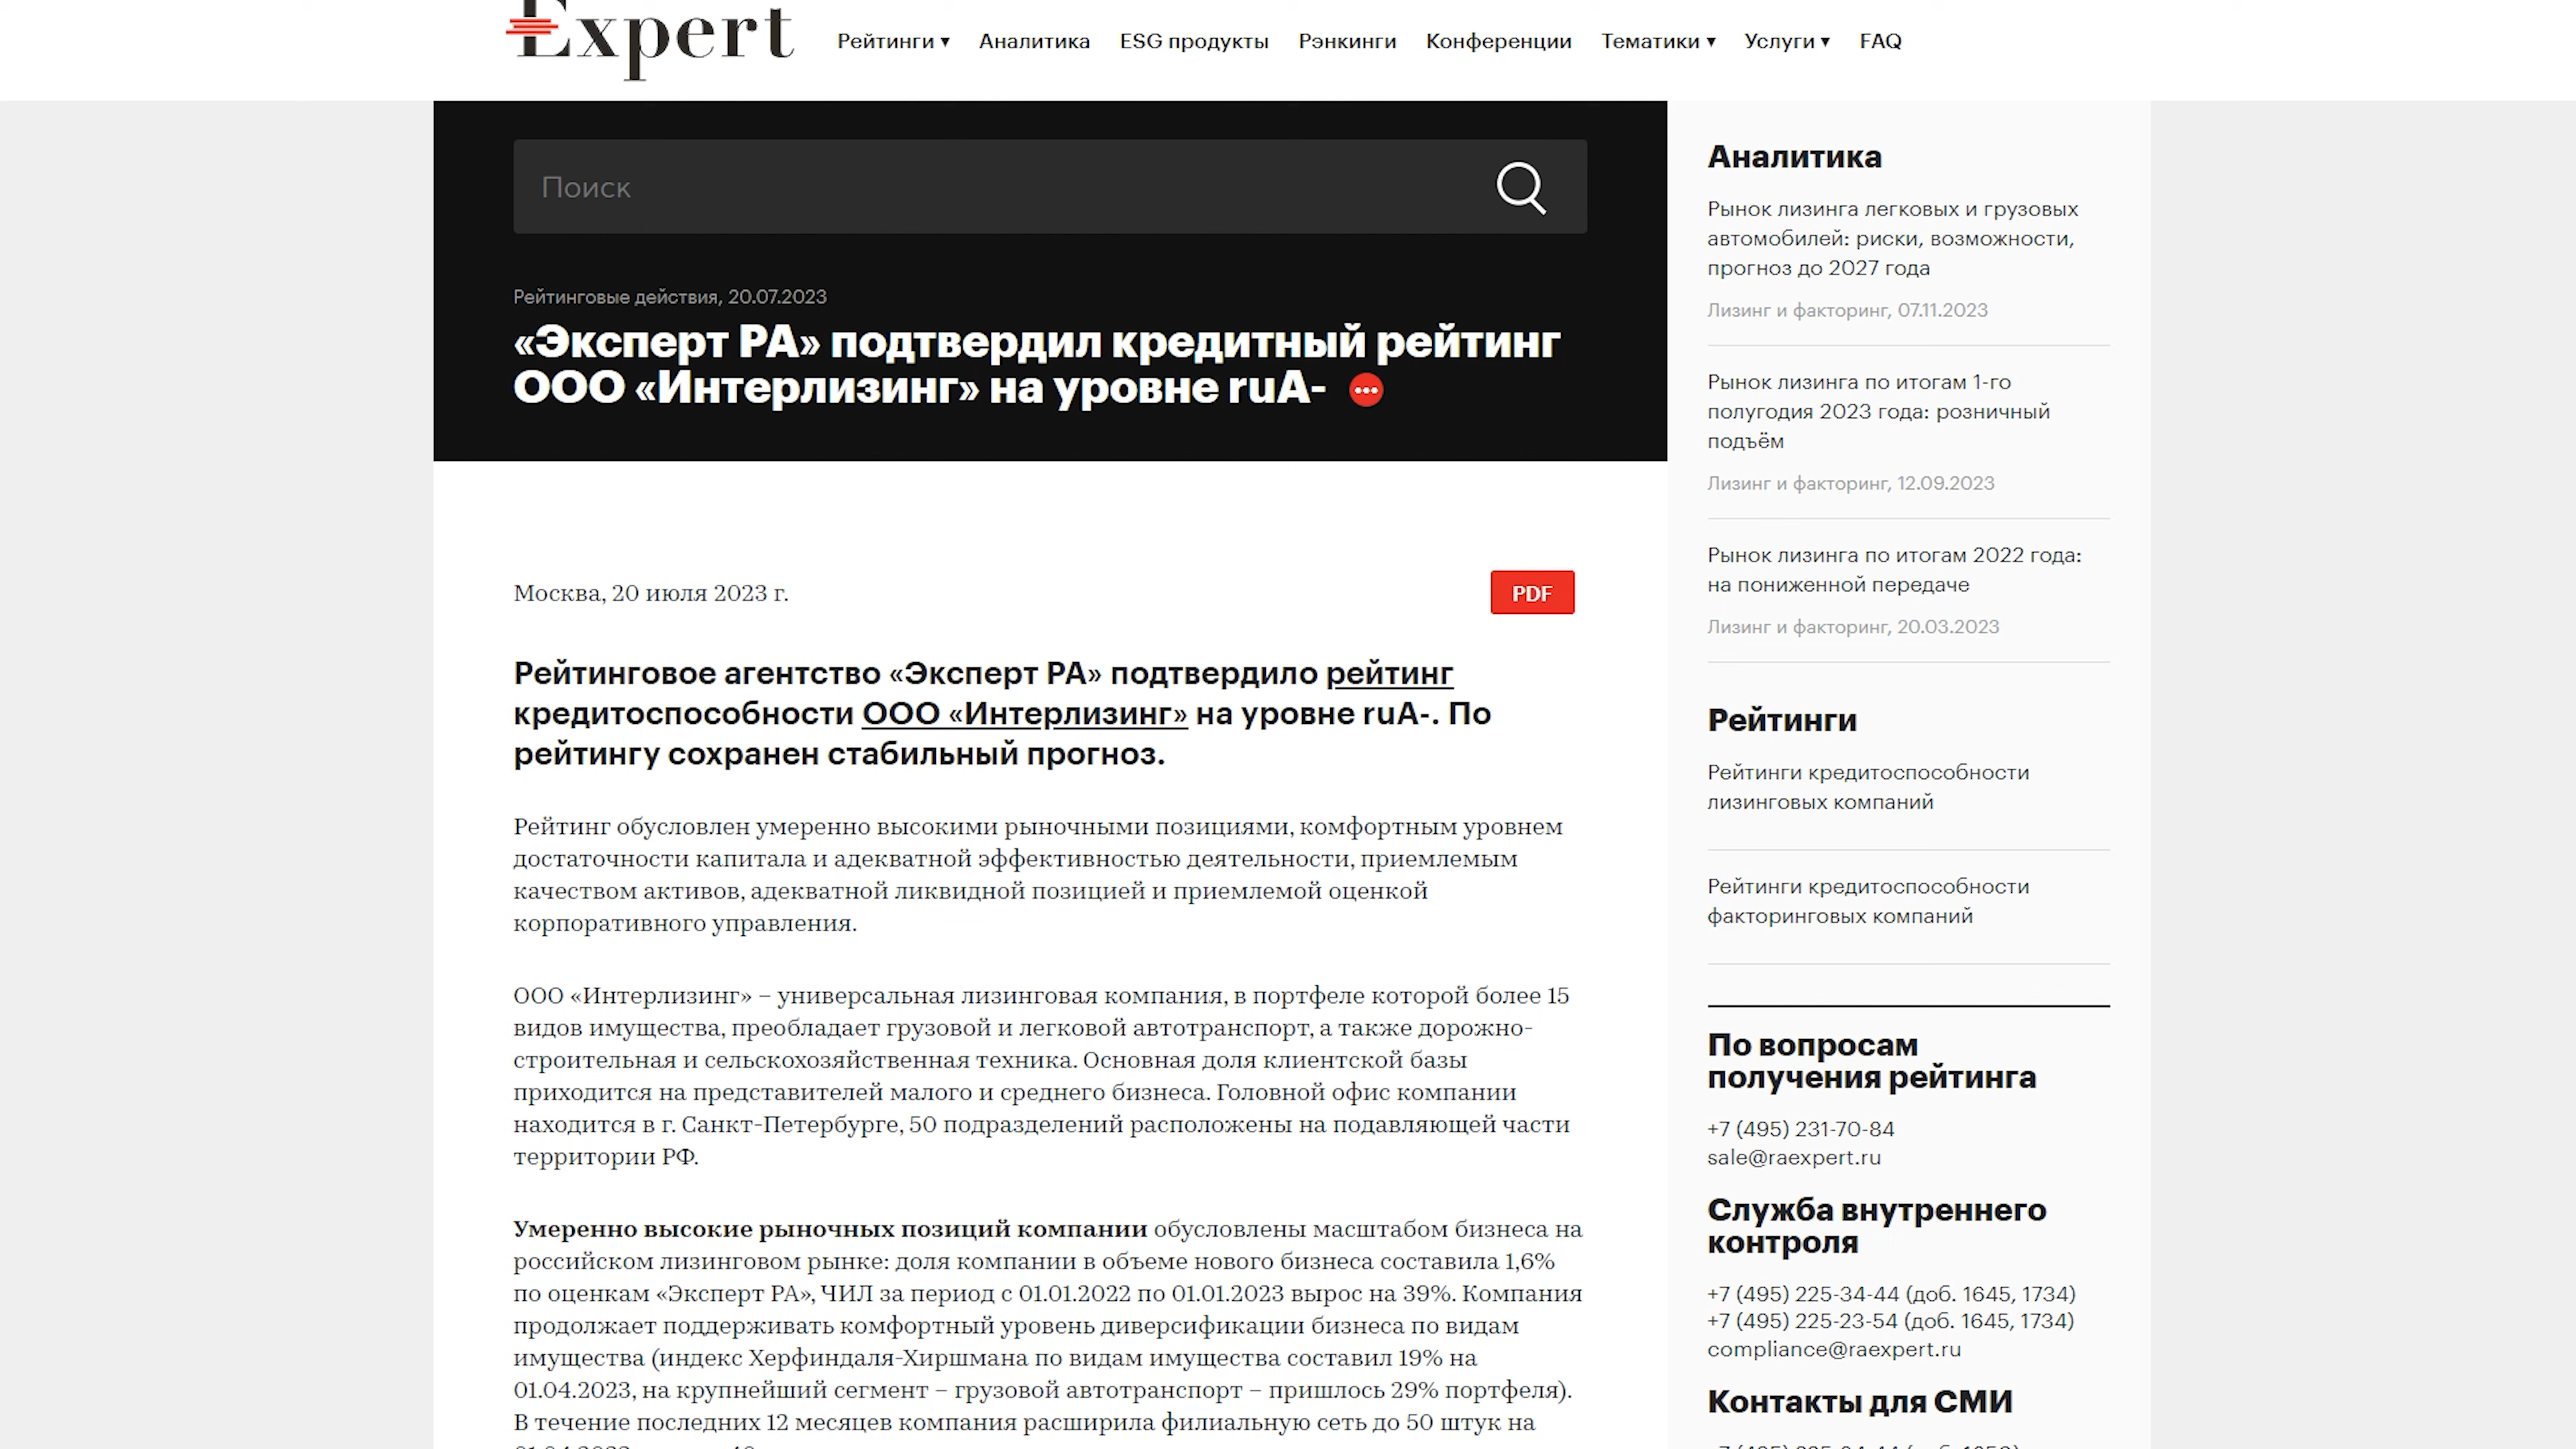 Expert
Рейтинги ▾ Аналитика ESG продукты Рэнкинги Конференции Тематики ▾ Услуги ▾ FAQ
Поиск
Рейтинговые действия, 20.07.2023
«Эксперт РА» подтвердил кредитный рейтинг
ООО «Интерлизинг» на уровне ruA-
Москва, 20 июля 2023 г.
PDF
Рейтинговое агентство «Эксперт РА» подтвердило рейтинг
кредитоспособности ООО «Интерлизинг» на уровне ruA-. По
рейтингу сохранен стабильный прогноз.
Рейтинг обусловлен умеренно высокими рыночными позициями, комфортным уровнем
достаточности капитала и адекватной эффективностью деятельности, приемлемым
качеством активов, адекватной ликвидной позицией и приемлемой оценкой
корпоративного управления.
ООО «Интерлизинг» – универсальная лизинговая компания, в портфеле которой более 15
видов имущества, преобладает грузовой и легковой автотранспорт, а также дорожно-
строительная и сельскохозяйственная техника. Основная доля клиентской базы
приходится на представителей малого и среднего бизнеса. Головной офис компании
находится в г. Санкт-Петербурге, 50 подразделений расположены на подавляющей части
территории РФ.
Умеренно высокие рыночных позиций компании обусловлены масштабом бизнеса на
российском лизинговом рынке: доля компании в объеме нового бизнеса составила 1,6%
по оценкам «Эксперт РА», ЧИЛ за период с 01.01.2022 по 01.01.2023 вырос на 39%. Компания
продолжает поддерживать комфортный уровень диверсификации бизнеса по видам
имущества (индекс Херфиндаля-Хиршмана по видам имущества составил 19% на
01.04.2023, на крупнейший сегмент – грузовой автотранспорт – пришлось 29% портфеля).
В течение последних 12 месяцев компания расширила филиальную сеть до 50 штук на
Аналитика
Рынок лизинга легковых и грузовых
автомобилей: риски, возможности,
прогноз до 2027 года
Лизинг и факторинг, 07.11.2023
Рынок лизинга по итогам 1-го
полугодия 2023 года: розничный
подъём
Лизинг и факторинг, 12.09.2023
Рынок лизинга по итогам 2022 года:
на пониженной передаче
Лизинг и факторинг, 20.03.2023
Рейтинги
Рейтинги кредитоспособности
лизинговых компаний
Рейтинги кредитоспособности
факторинговых компаний
По вопросам
получения рейтинга
+7 (495) 231-70-84
sale@raexpert.ru
Служба внутреннего
контроля
+7 (495) 225-34-44 (доб. 1645, 1734)
+7 (495) 225-23-54 (доб. 1645, 1734)
compliance@raexpert.ru
Контакты для СМИ